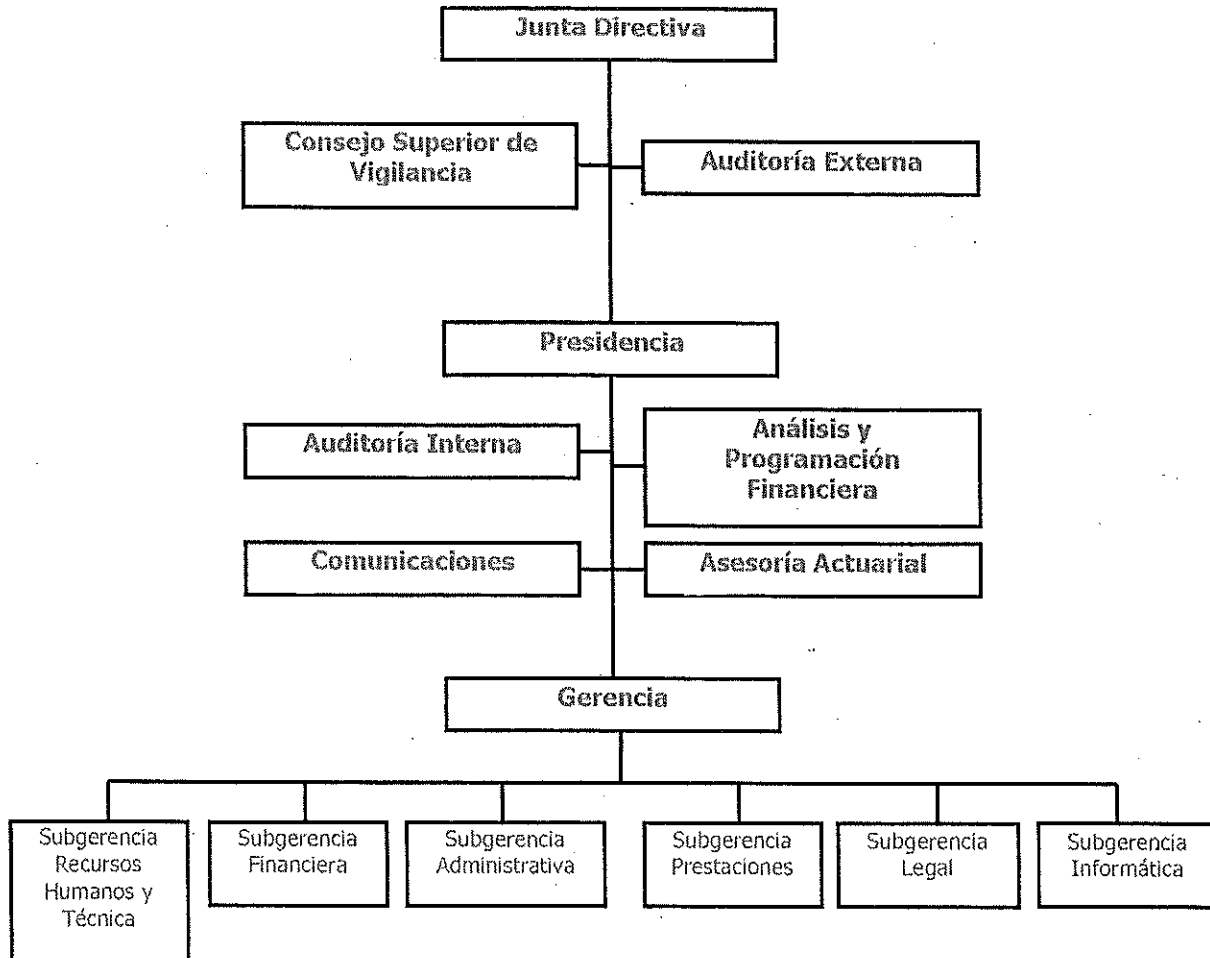 Junta Directiva
Consejo Superior de
Vigilancia
Auditoría Externa
Presidencia
Auditoría Interna
Análisis y
Programación
Financiera
Comunicaciones
Asesoría Actuarial
Gerencia
Subgerencia
Recursos
Humanos y
Técnica
Subgerencia
Financiera
Subgerencia
Administrativa
Subgerencia
Prestaciones
Subgerencia
Legal
Subgerencia
Informática